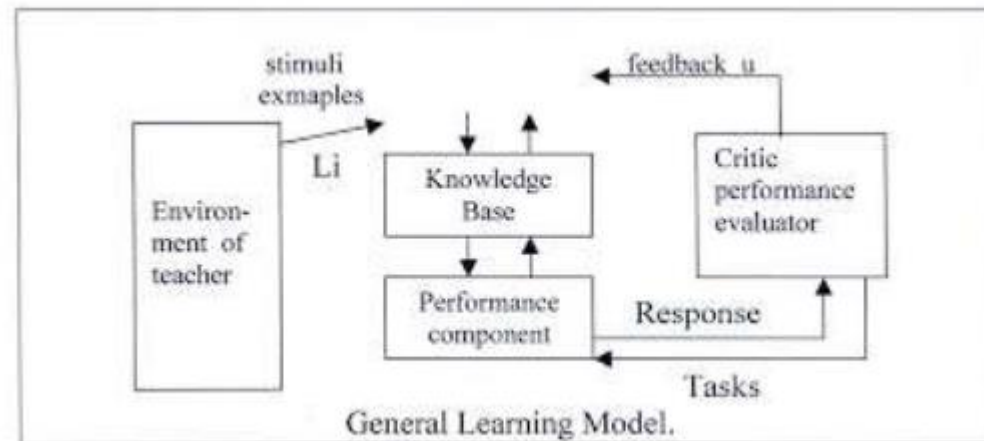 stimuli
exmaples
feedback u
Li
Environ-
ment of
teacher
Knowledge
Base
Critic
performance
evaluator
Performance
component
Response
Tasks
General Learning Model.